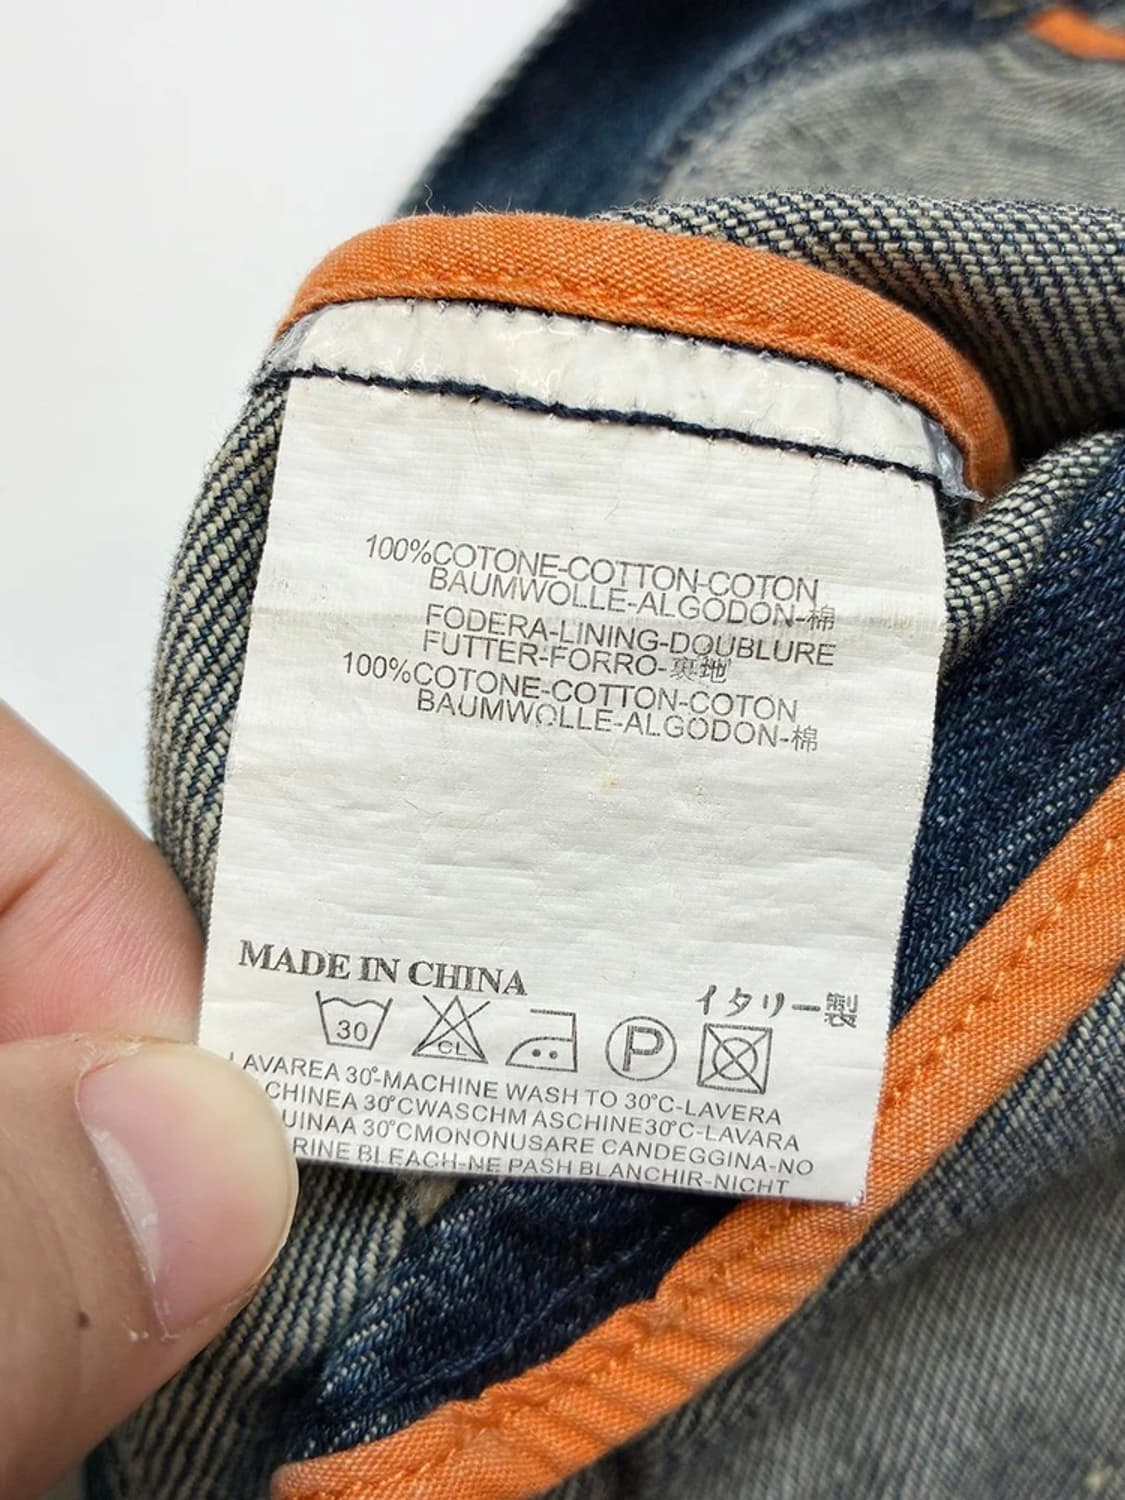 100%COTONE-COTTON-COTON
BAUMWOLLE-ALGODON-棉
FODERA-LINING-DOUBLURE
FUTTER-FORRO-裏地
100%COTONE-COTTON-COTON
BAUMWOLLE-ALGODON-棉
MADE IN CHINA
イタリー製
30 CL P
LAVAREA 30°-MACHINE WASH TO 30°C-LAVERA
CHINEA 30°CWASCHM ASCHINE30°C-LAVARA
UINAA 30°CMONONUSARE CANDEGGINA-NO
RINE BLEACH-NE PASH BLANCHIR-NICHT